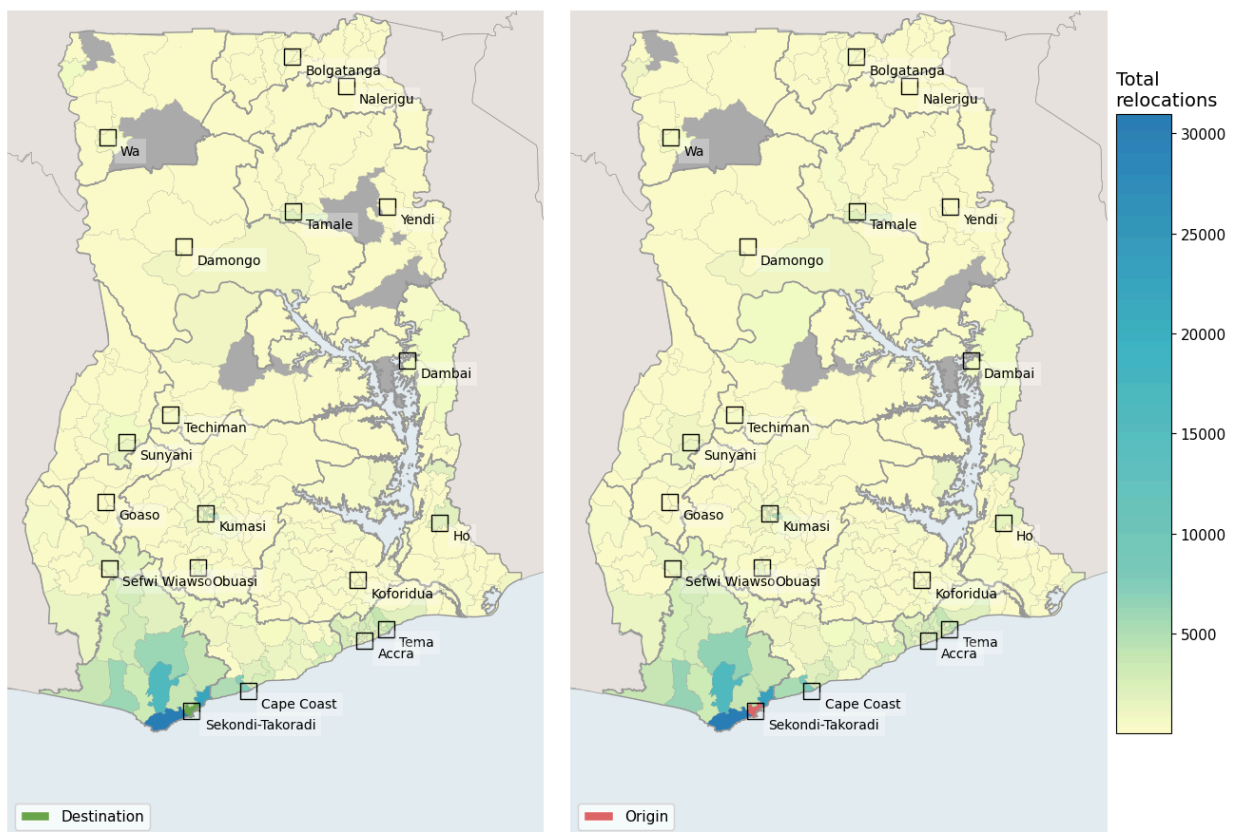 Bolgatanga
Nalerigu
Wa
Tamale
Yendi
Damongo
Dambai
Techiman
Sunyani
Goaso
Kumasi
Ho
Sefwi Wiawso
Obuasi
Koforidua
Tema
Accra
Cape Coast
Sekondi-Takoradi
Destination
Bolgatanga
Nalerigu
Wa
Tamale
Yendi
Damongo
Dambai
Techiman
Sunyani
Goaso
Kumasi
Ho
Sefwi Wiawso
Obuasi
Koforidua
Tema
Accra
Cape Coast
Sekondi-Takoradi
Origin
Total
relocations
30000
25000
20000
15000
10000
5000